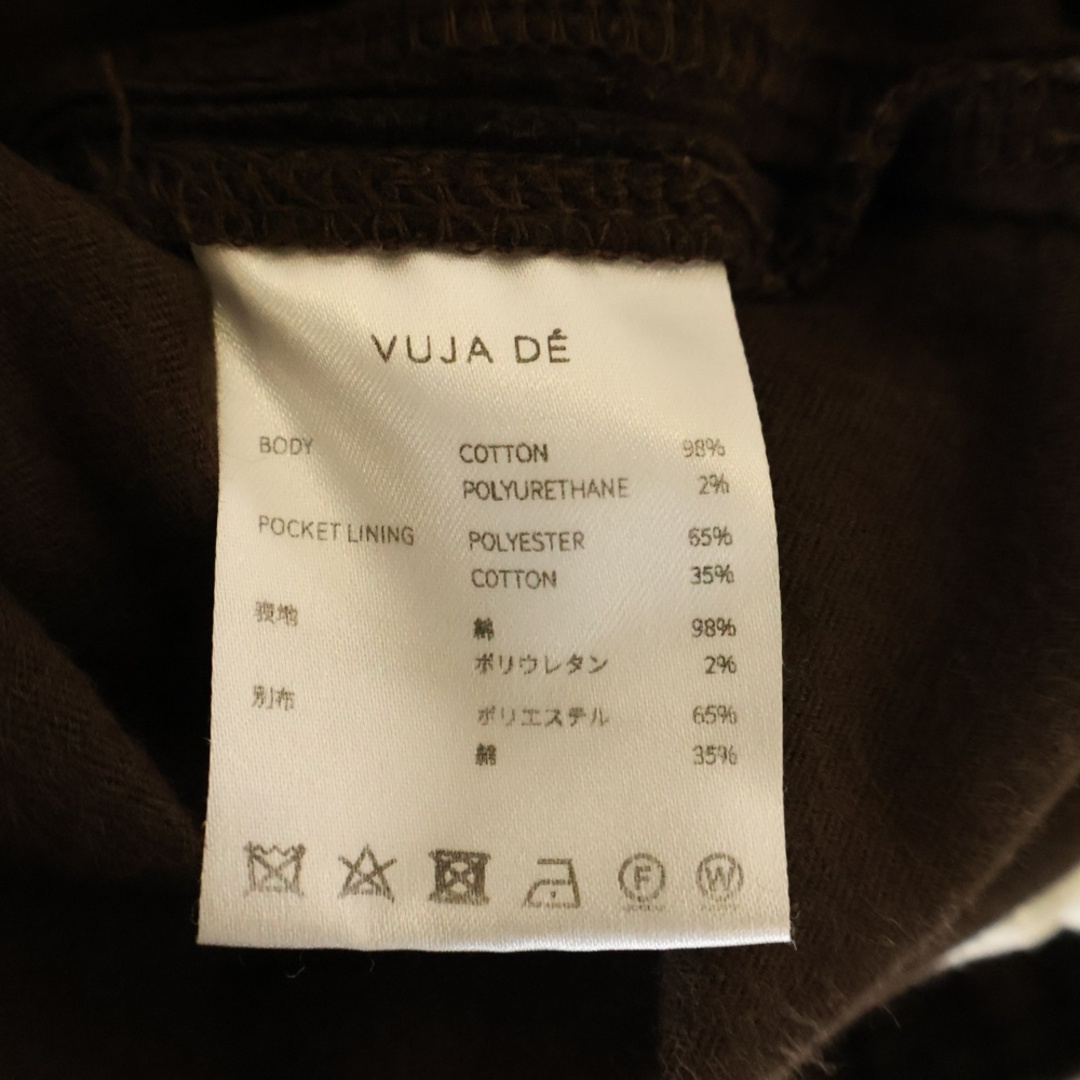 VUJA DÉ
BODY COTTON 98%
POLYURETHANE 2%
POCKET LINING POLYESTER 65%
COTTON 35%
表地 綿 98%
ポリウレタン 2%
別布 ポリエステル 65%
綿 35%
F W